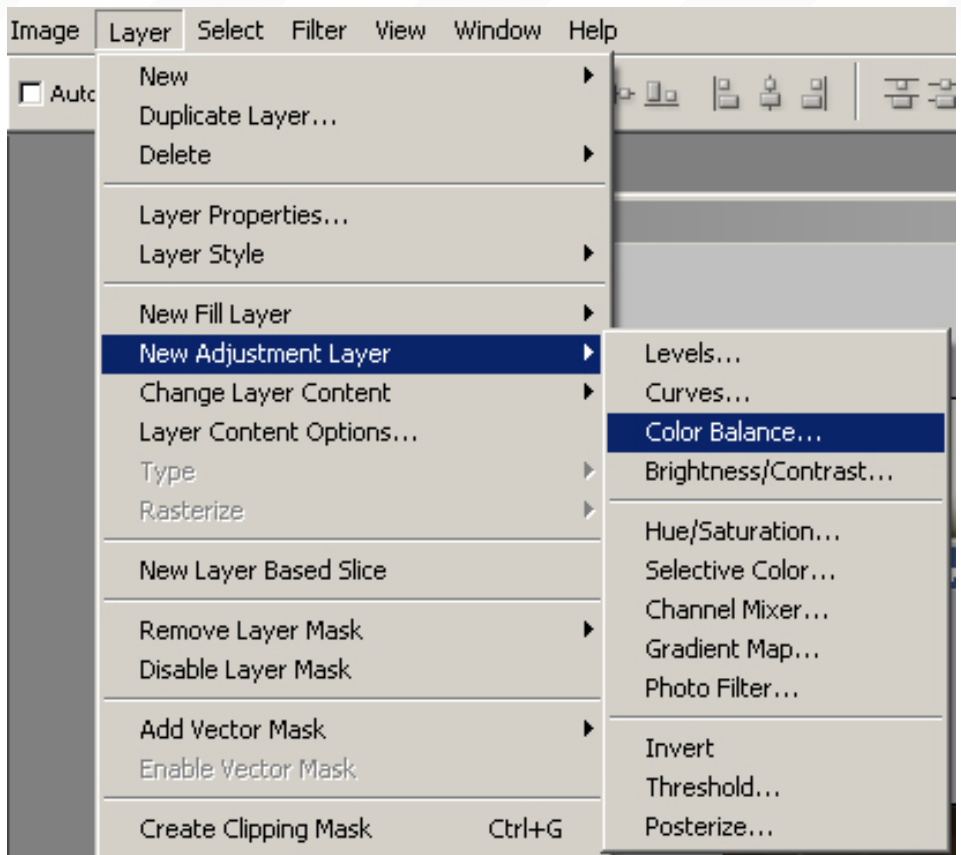 Image Layer Select Filter View Window Help
Auto
New
Duplicate Layer...
Delete
Layer Properties...
Layer Style
New Fill Layer
New Adjustment Layer
Change Layer Content
Layer Content Options...
Type
Rasterize
New Layer Based Slice
Remove Layer Mask
Disable Layer Mask
Add Vector Mask
Enable Vector Mask
Create Clipping Mask Ctrl+G
Levels...
Curves...
Color Balance...
Brightness/Contrast...
Hue/Saturation...
Selective Color...
Channel Mixer...
Gradient Map...
Photo Filter...
Invert
Threshold...
Posterize...